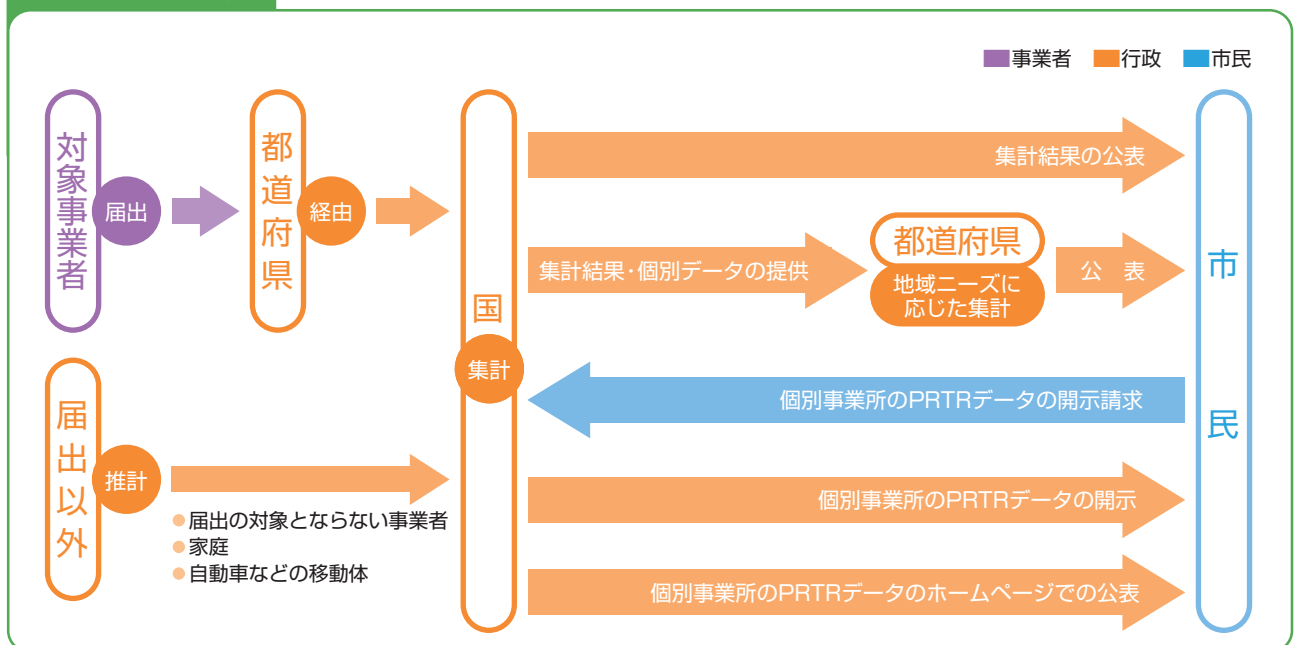 事業者 行政 市民
対象事業者
届出
都道府県
経由
届出以外
推計
届出の対象とならない事業者
家庭
自動車などの移動体
国
集計
集計結果の公表
集計結果・個別データの提供
都道府県
地域ニーズに
応じた集計
公 表
個別事業所のPRTRデータの開示請求
個別事業所のPRTRデータの開示
個別事業所のPRTRデータのホームページでの公表
市民